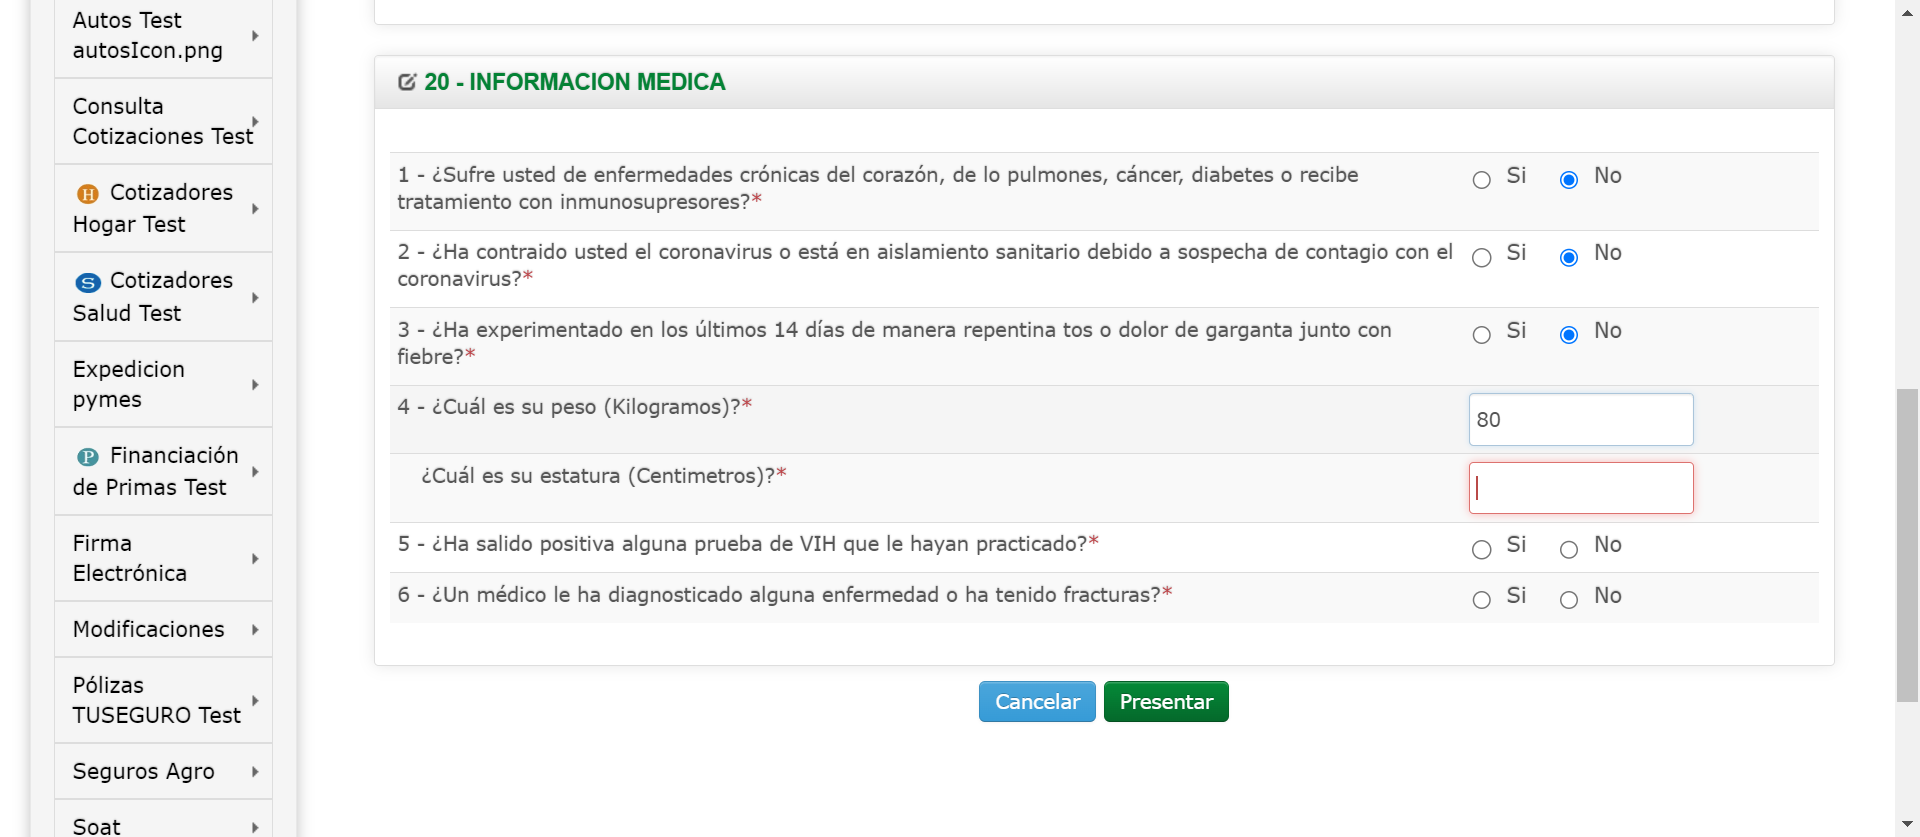 Autos Test
autosIcon.png
Consulta
Cotizaciones Test
H Cotizadores
Hogar Test
S Cotizadores
Salud Test
Expedicion
pymes
P Financiación
de Primas Test
Firma
Electrónica
Modificaciones
Pólizas
TUSEGURO Test
Seguros Agro
Soat
20 - INFORMACION MEDICA
1 - ¿Sufre usted de enfermedades crónicas del corazón, de lo pulmones, cáncer, diabetes o recibe
tratamiento con inmunosupresores?*
Si No
2 - ¿Ha contraido usted el coronavirus o está en aislamiento sanitario debido a sospecha de contagio con el
coronavirus?*
Si No
3 - ¿Ha experimentado en los últimos 14 días de manera repentina tos o dolor de garganta junto con
fiebre?*
Si No
4 - ¿Cuál es su peso (Kilogramos)?*
80
¿Cuál es su estatura (Centimetros)?*
5 - ¿Ha salido positiva alguna prueba de VIH que le hayan practicado?*
Si No
6 - ¿Un médico le ha diagnosticado alguna enfermedad o ha tenido fracturas?*
Si No
Cancelar Presentar